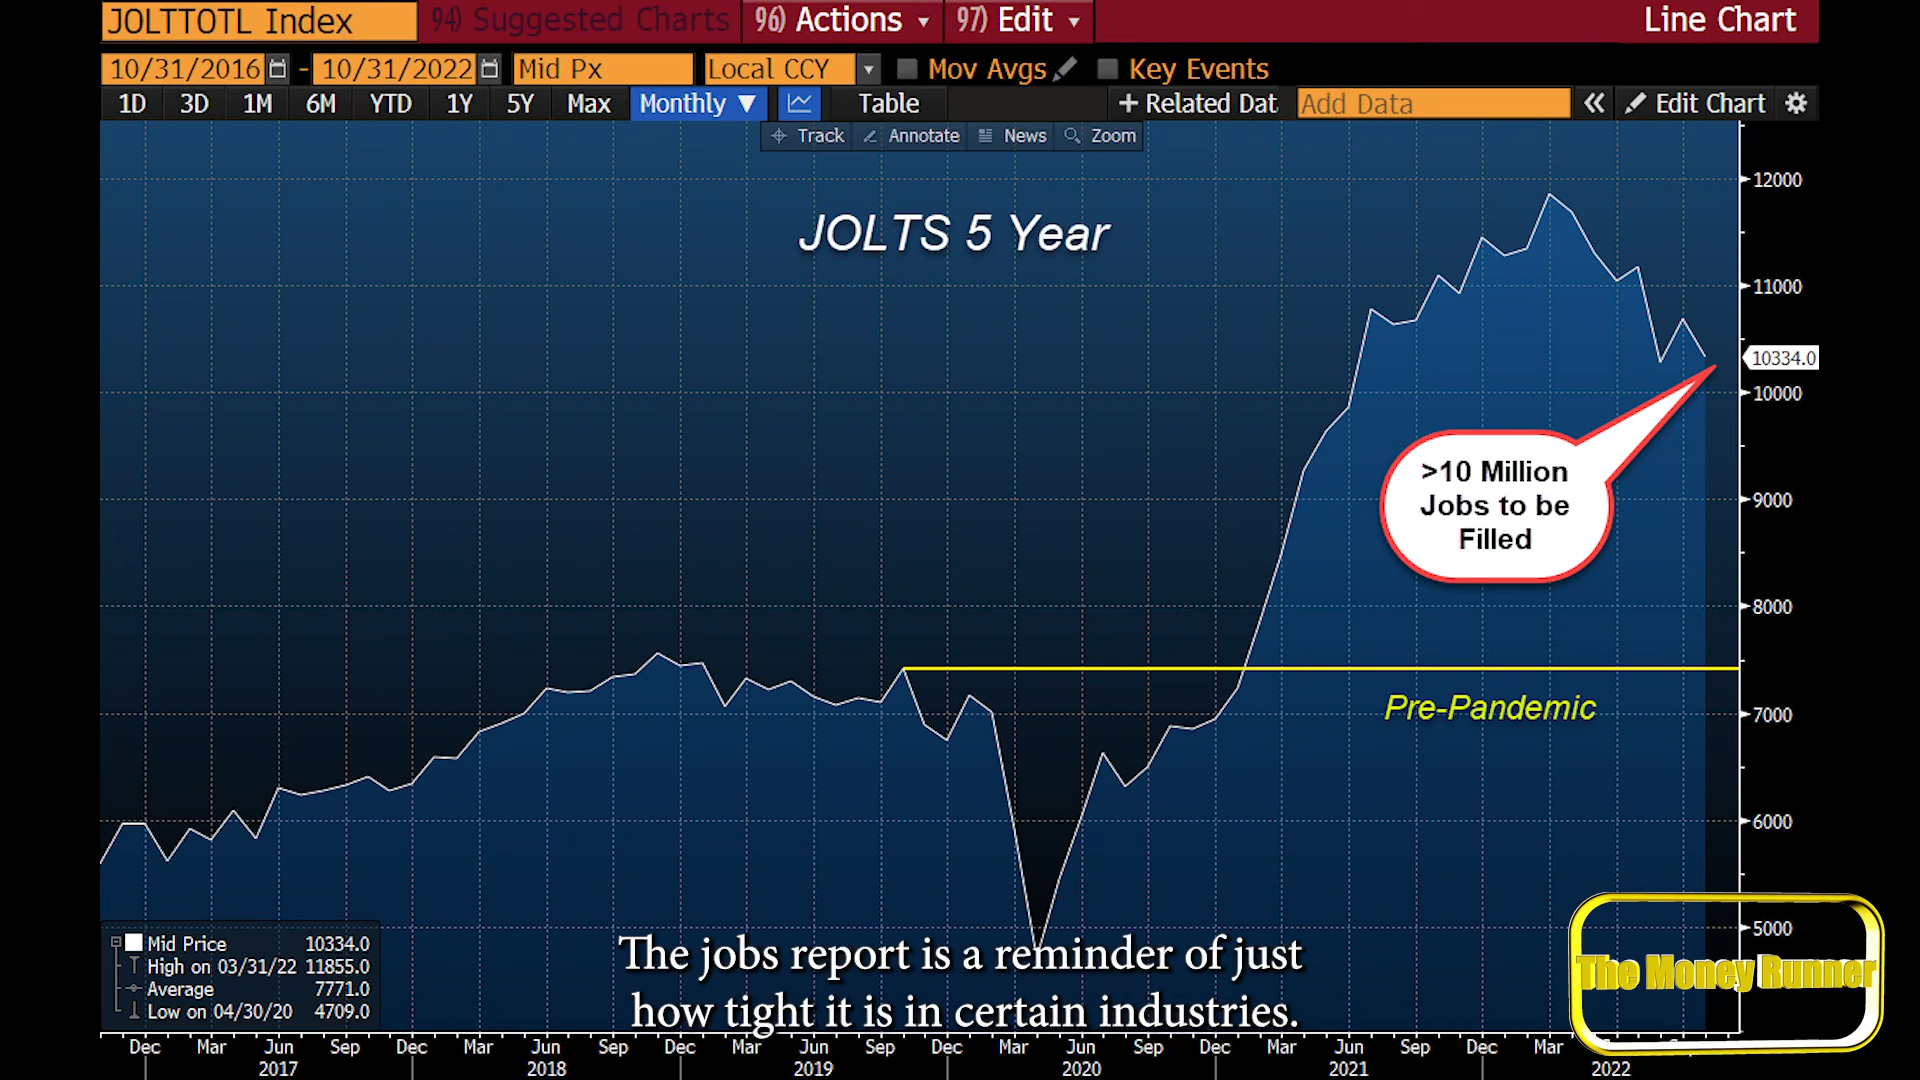 JOLTTOTL Index 94) Suggested Charts 96) Actions 97) Edit Line Chart
10/31/2016 - 10/31/2022 Mid Px Local CCY Mov Avgs Key Events
1D 3D 1M 6M YTD 1Y 5Y Max Monthly ▼ Table + Related Dat Add Data « Edit Chart
Track Annotate News Zoom
12000
JOLTS 5 Year
11000
10334.0
10000
>10 Million
Jobs to be
Filled
9000
8000
Pre-Pandemic
7000
6000
5000
Mid Price 10334.0
High on 03/31/22 11855.0
Average 7771.0
Low on 04/30/20 4709.0
The jobs report is a reminder of just
how tight it is in certain industries.
The Money Runner
Dec Mar Jun Sep Dec Mar Jun Sep Dec Mar Jun Sep Dec Mar Jun Sep Dec Mar Jun Sep Dec Mar
2017 2018 2019 2020 2021 2022